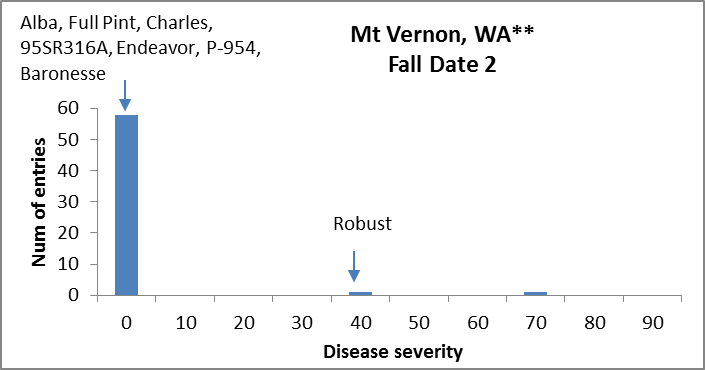 Alba, Full Pint, Charles,
95SR316A, Endeavor, P-954,
Baronesse
Mt Vernon, WA**
Fall Date 2
Num of entries
60
50
40
30
20
10
0
Robust
0 10 20 30 40 50 60 70 80 90
Disease severity